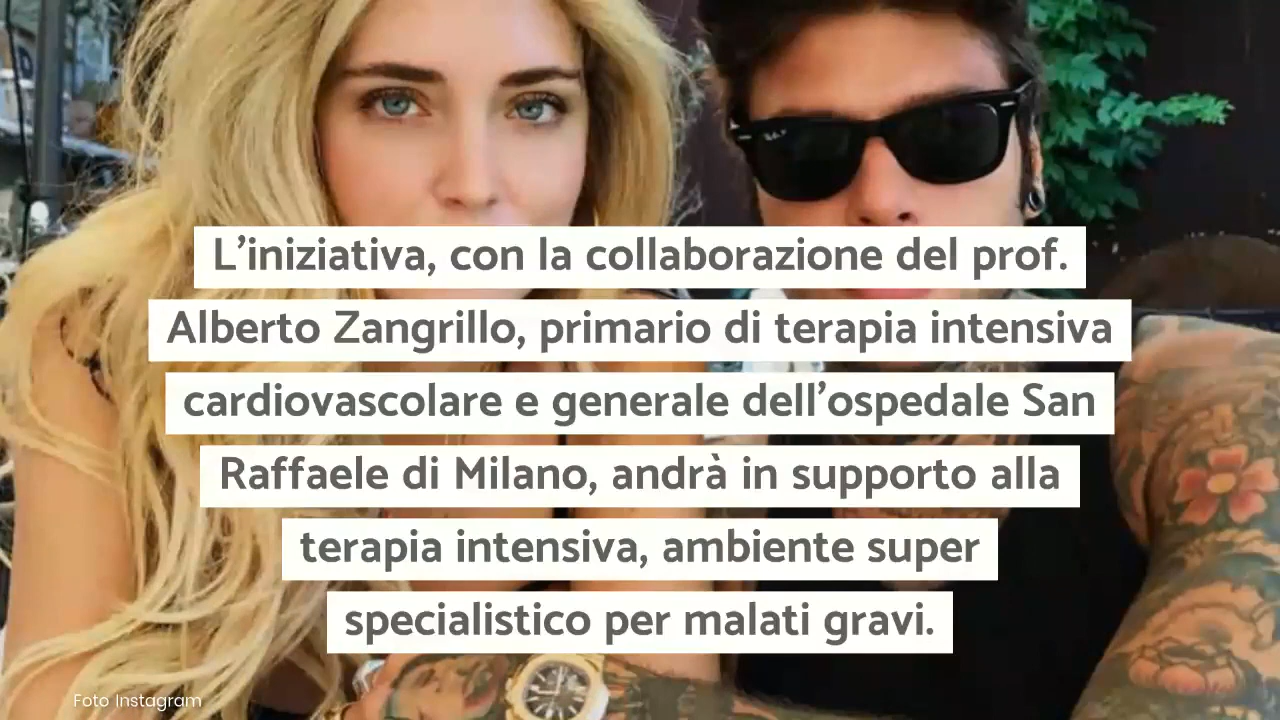 L'iniziativa, con la collaborazione del prof.
Alberto Zangrillo, primario di terapia intensiva
cardiovascolare e generale dell'ospedale San
Raffaele di Milano, andrà in supporto alla
terapia intensiva, ambiente super
specialistico per malati gravi.
Foto Instagram